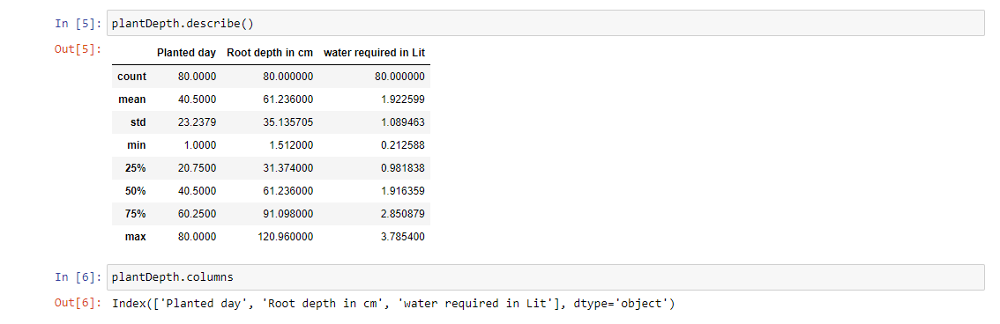 In [5]: plantDepth.describe()
Out[5]:
Planted day Root depth in cm water required in Lit
count 80.0000 80.000000 80.000000
mean 40.5000 61.236000 1.922599
std 23.2379 35.135705 1.089463
min 1.0000 1.512000 0.212588
25% 20.7500 31.374000 0.981838
50% 40.5000 61.236000 1.916359
75% 60.2500 91.098000 2.850879
max 80.0000 120.960000 3.785400
In [6]: plantDepth.columns
Out[6]: Index(['Planted day', 'Root depth in cm', 'water required in Lit'], dtype='object')